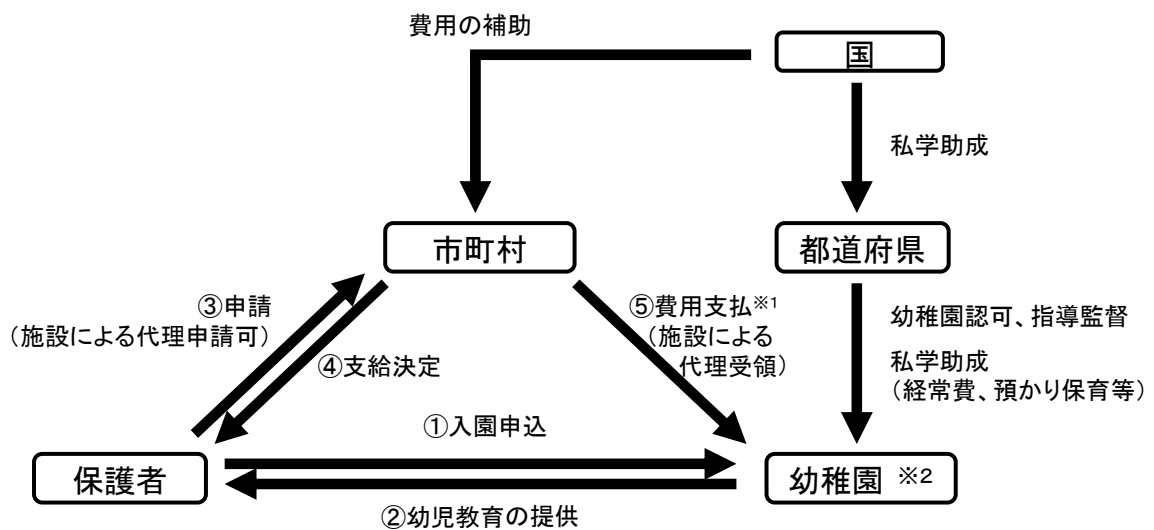 費用の補助
国
私学助成
市町村
都道府県
③申請
(施設による代理申請可)
④支給決定
⑤費用支払※1
(施設による
代理受領)
幼稚園認可、指導監督
私学助成
(経常費、預かり保育等)
①入園申込
保護者
幼稚園 ※2
②幼児教育の提供